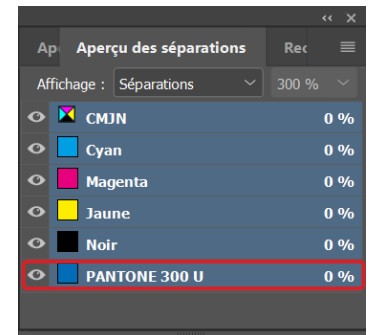 Ape Aperçu des séparations Rec
Affichage : Séparations 300 %
CMJN 0 %
Cyan 0 %
Magenta 0 %
Jaune 0 %
Noir 0 %
PANTONE 300 U 0 %